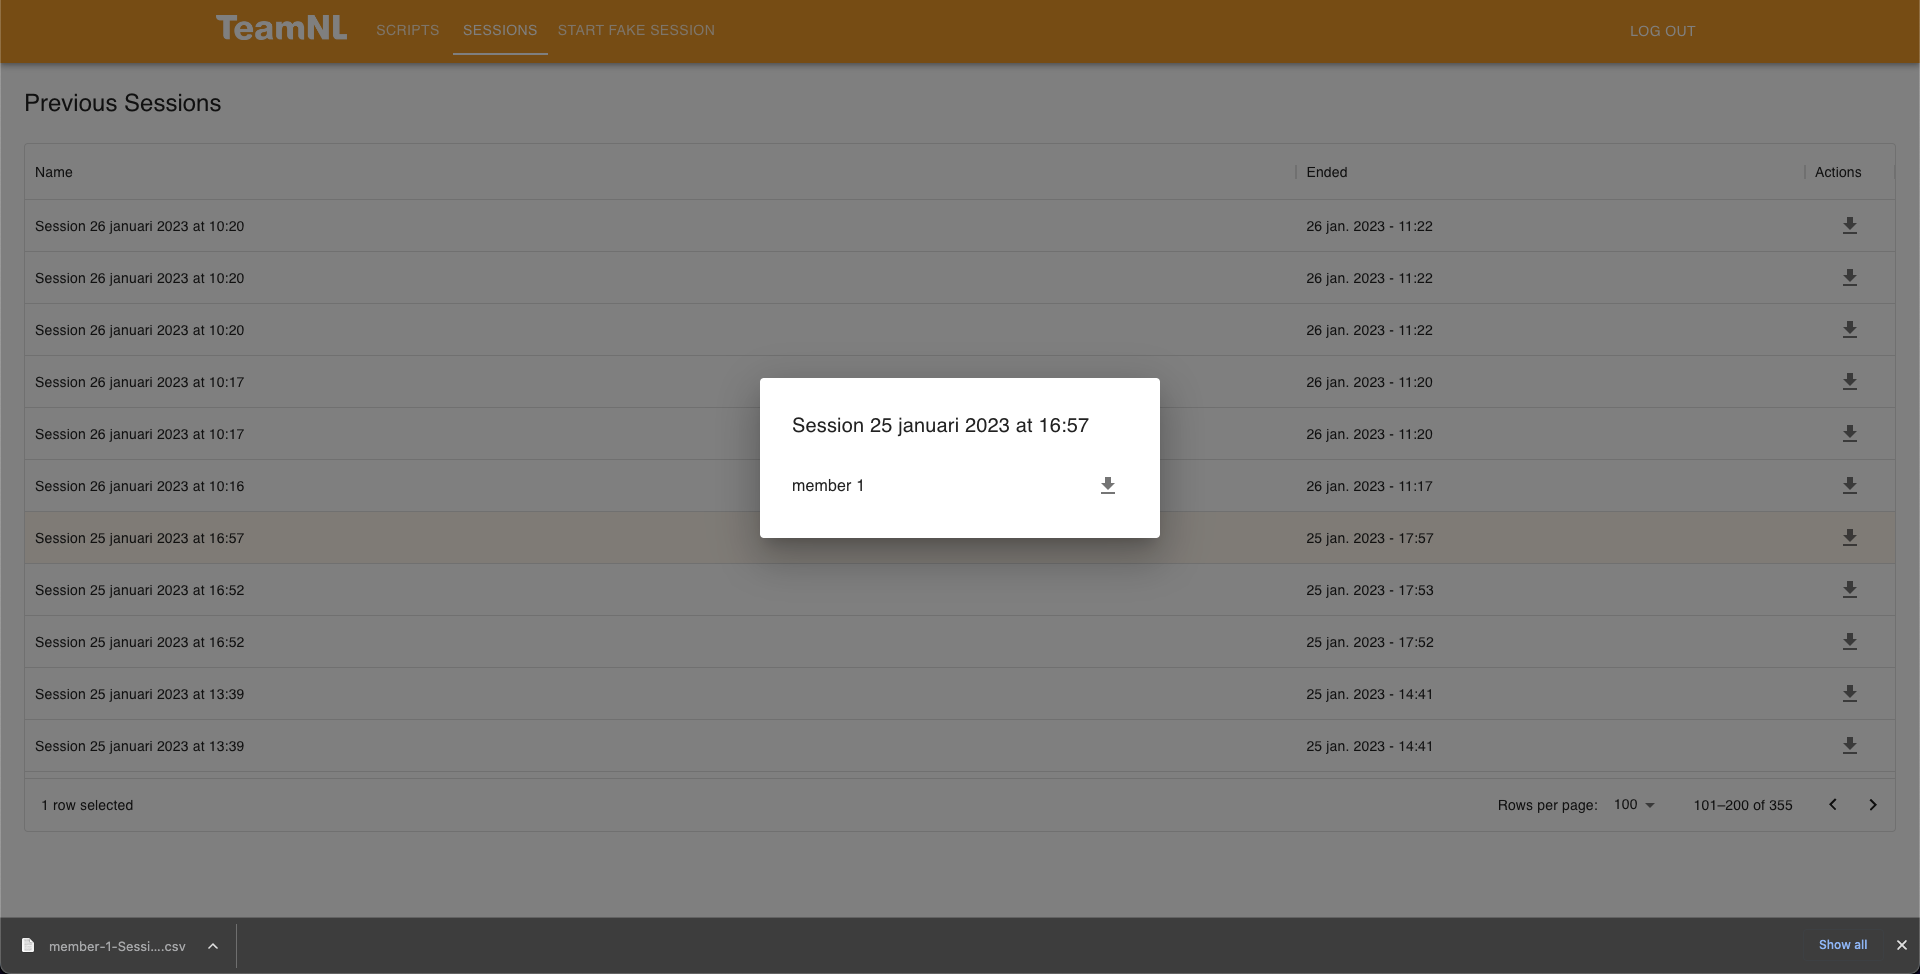 TeamNL SCRIPTS SESSIONS START FAKE SESSION LOG OUT
Previous Sessions
Name Ended Actions
Session 26 januari 2023 at 10:20 26 jan. 2023 - 11:22
Session 26 januari 2023 at 10:20 26 jan. 2023 - 11:22
Session 26 januari 2023 at 10:20 26 jan. 2023 - 11:22
Session 26 januari 2023 at 10:17 26 jan. 2023 - 11:20
Session 26 januari 2023 at 10:17 26 jan. 2023 - 11:20
Session 26 januari 2023 at 10:16 26 jan. 2023 - 11:17
Session 25 januari 2023 at 16:57 25 jan. 2023 - 17:57
Session 25 januari 2023 at 16:52 25 jan. 2023 - 17:53
Session 25 januari 2023 at 16:52 25 jan. 2023 - 17:52
Session 25 januari 2023 at 13:39 25 jan. 2023 - 14:41
Session 25 januari 2023 at 13:39 25 jan. 2023 - 14:41
Session 25 januari 2023 at 16:57
member 1
1 row selected Rows per page: 100 101–200 of 355
member-1-Sessi....csv Show all